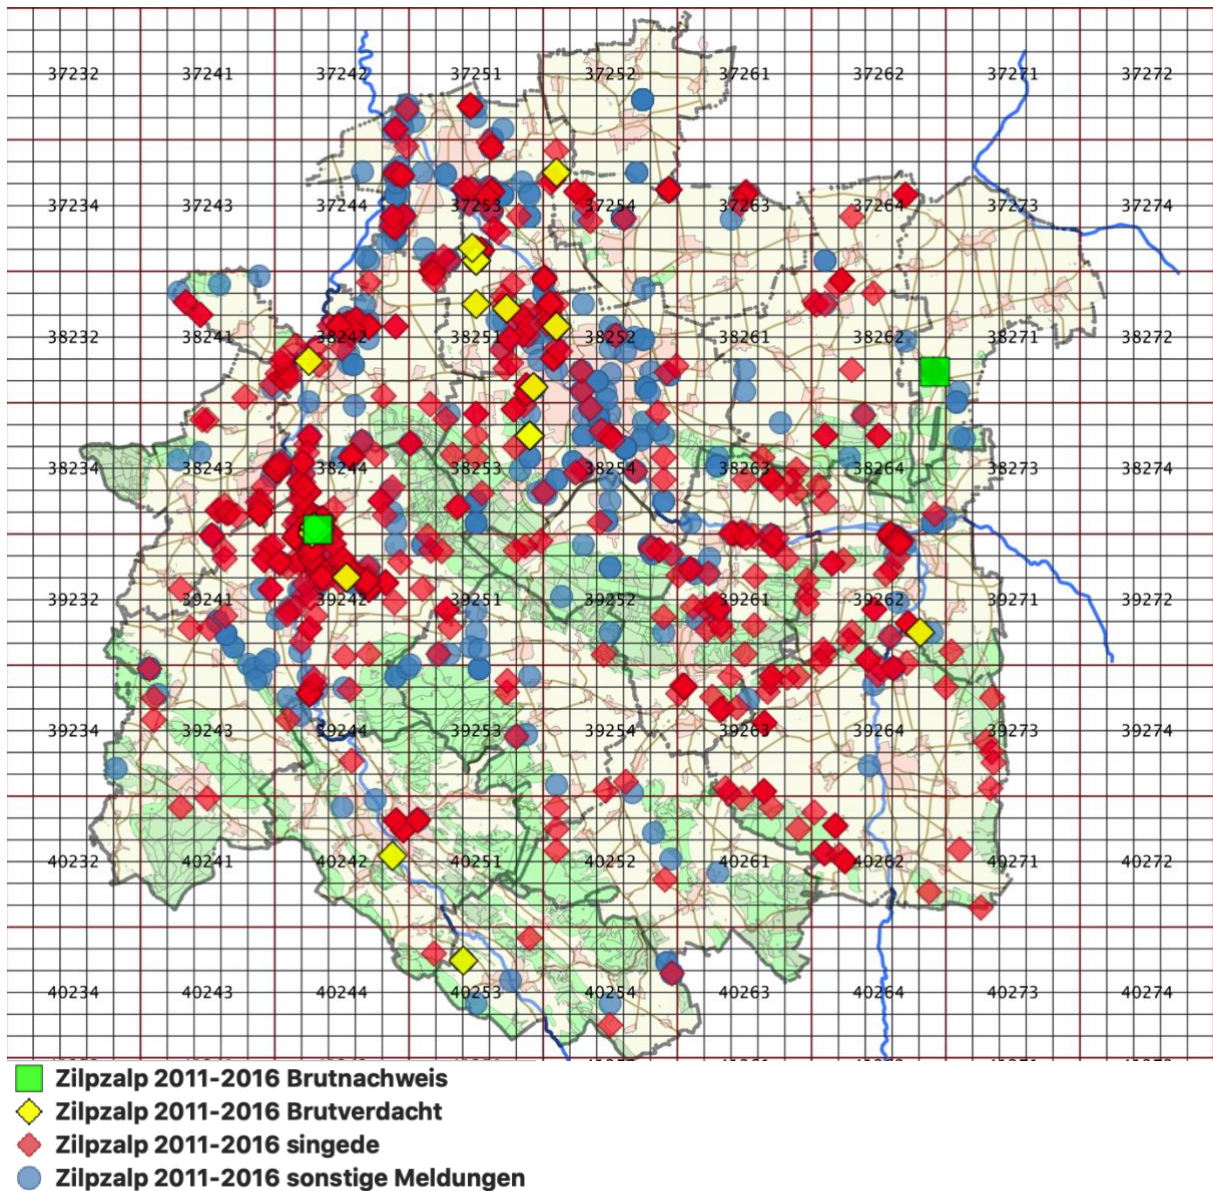 37232 37241 37242 37251 37252 37261 37262 37271 37272
37234 37243 37244 37253 37254 37263 37264 37273 37274
38232 38241 38242 38251 38252 38261 38262 38271 38272
38234 38243 38244 38253 38254 38263 38264 38273 38274
39232 39241 39242 39251 39252 39261 39262 39271 39272
39234 39243 39244 39253 39254 39263 39264 39273 39274
40232 40241 40242 40251 40252 40261 40262 40271 40272
40234 40243 40244 40253 40254 40263 40264 40273 40274
Zilpzalp 2011-2016 Brutnachweis
Zilpzalp 2011-2016 Brutverdacht
Zilpzalp 2011-2016 singede
Zilpzalp 2011-2016 sonstige Meldungen